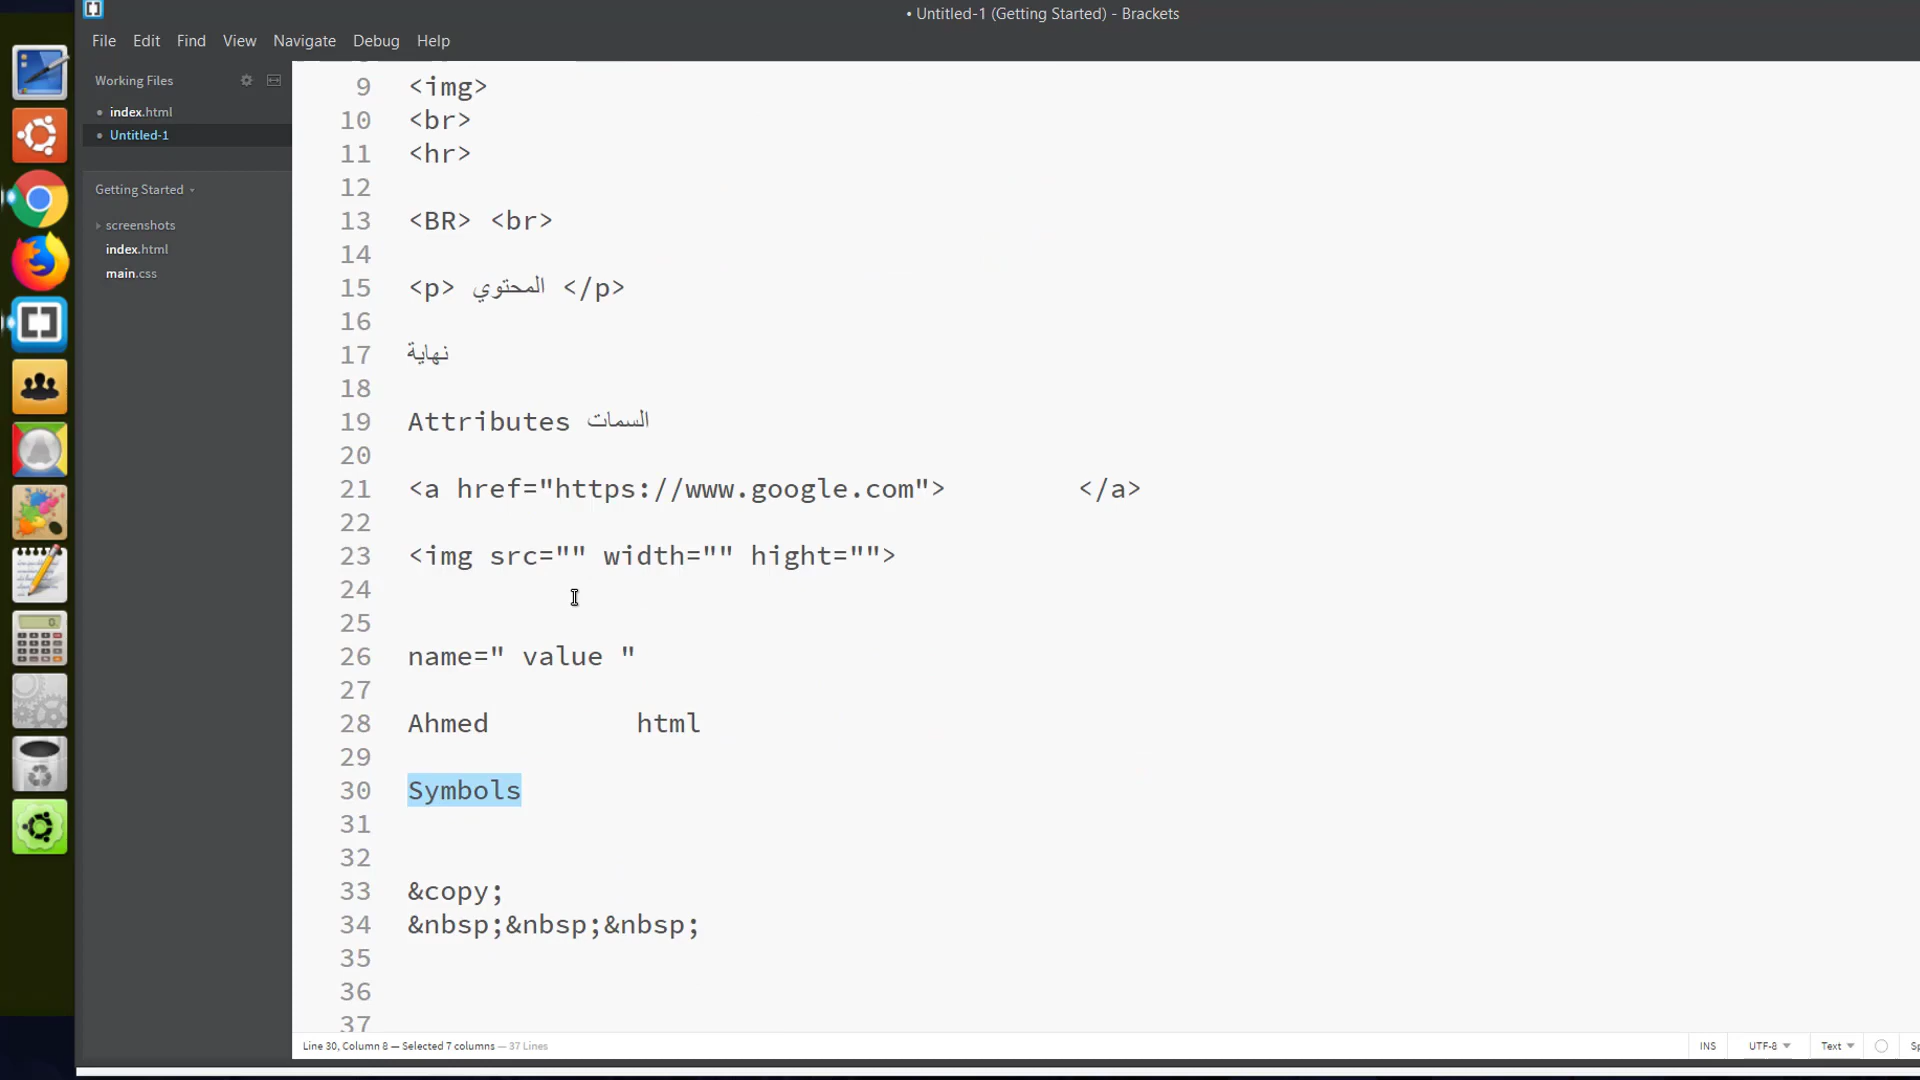 • Untitled-1 (Getting Started) - Brackets
File Edit Find View Navigate Debug Help
Working Files
index.html
Untitled-1
Getting Started
screenshots
index.html
main.css
9 <img>
10 <br>
11 <hr>
12
13 <BR> <br>
14
15 <p> المحتوي </p>
16
17 نهاية
18
19 Attributes السمات
20
21 <a href="https://www.google.com"> </a>
22
23 <img src="" width="" hight="">
24
25
26 name=" value "
27
28 Ahmed html
29
30 Symbols
31
32
33 &copy;
34 &nbsp;&nbsp;&nbsp;
35
36
37
Line 30, Column 8 — Selected 7 columns — 37 Lines
INS UTF-8 Text Sp